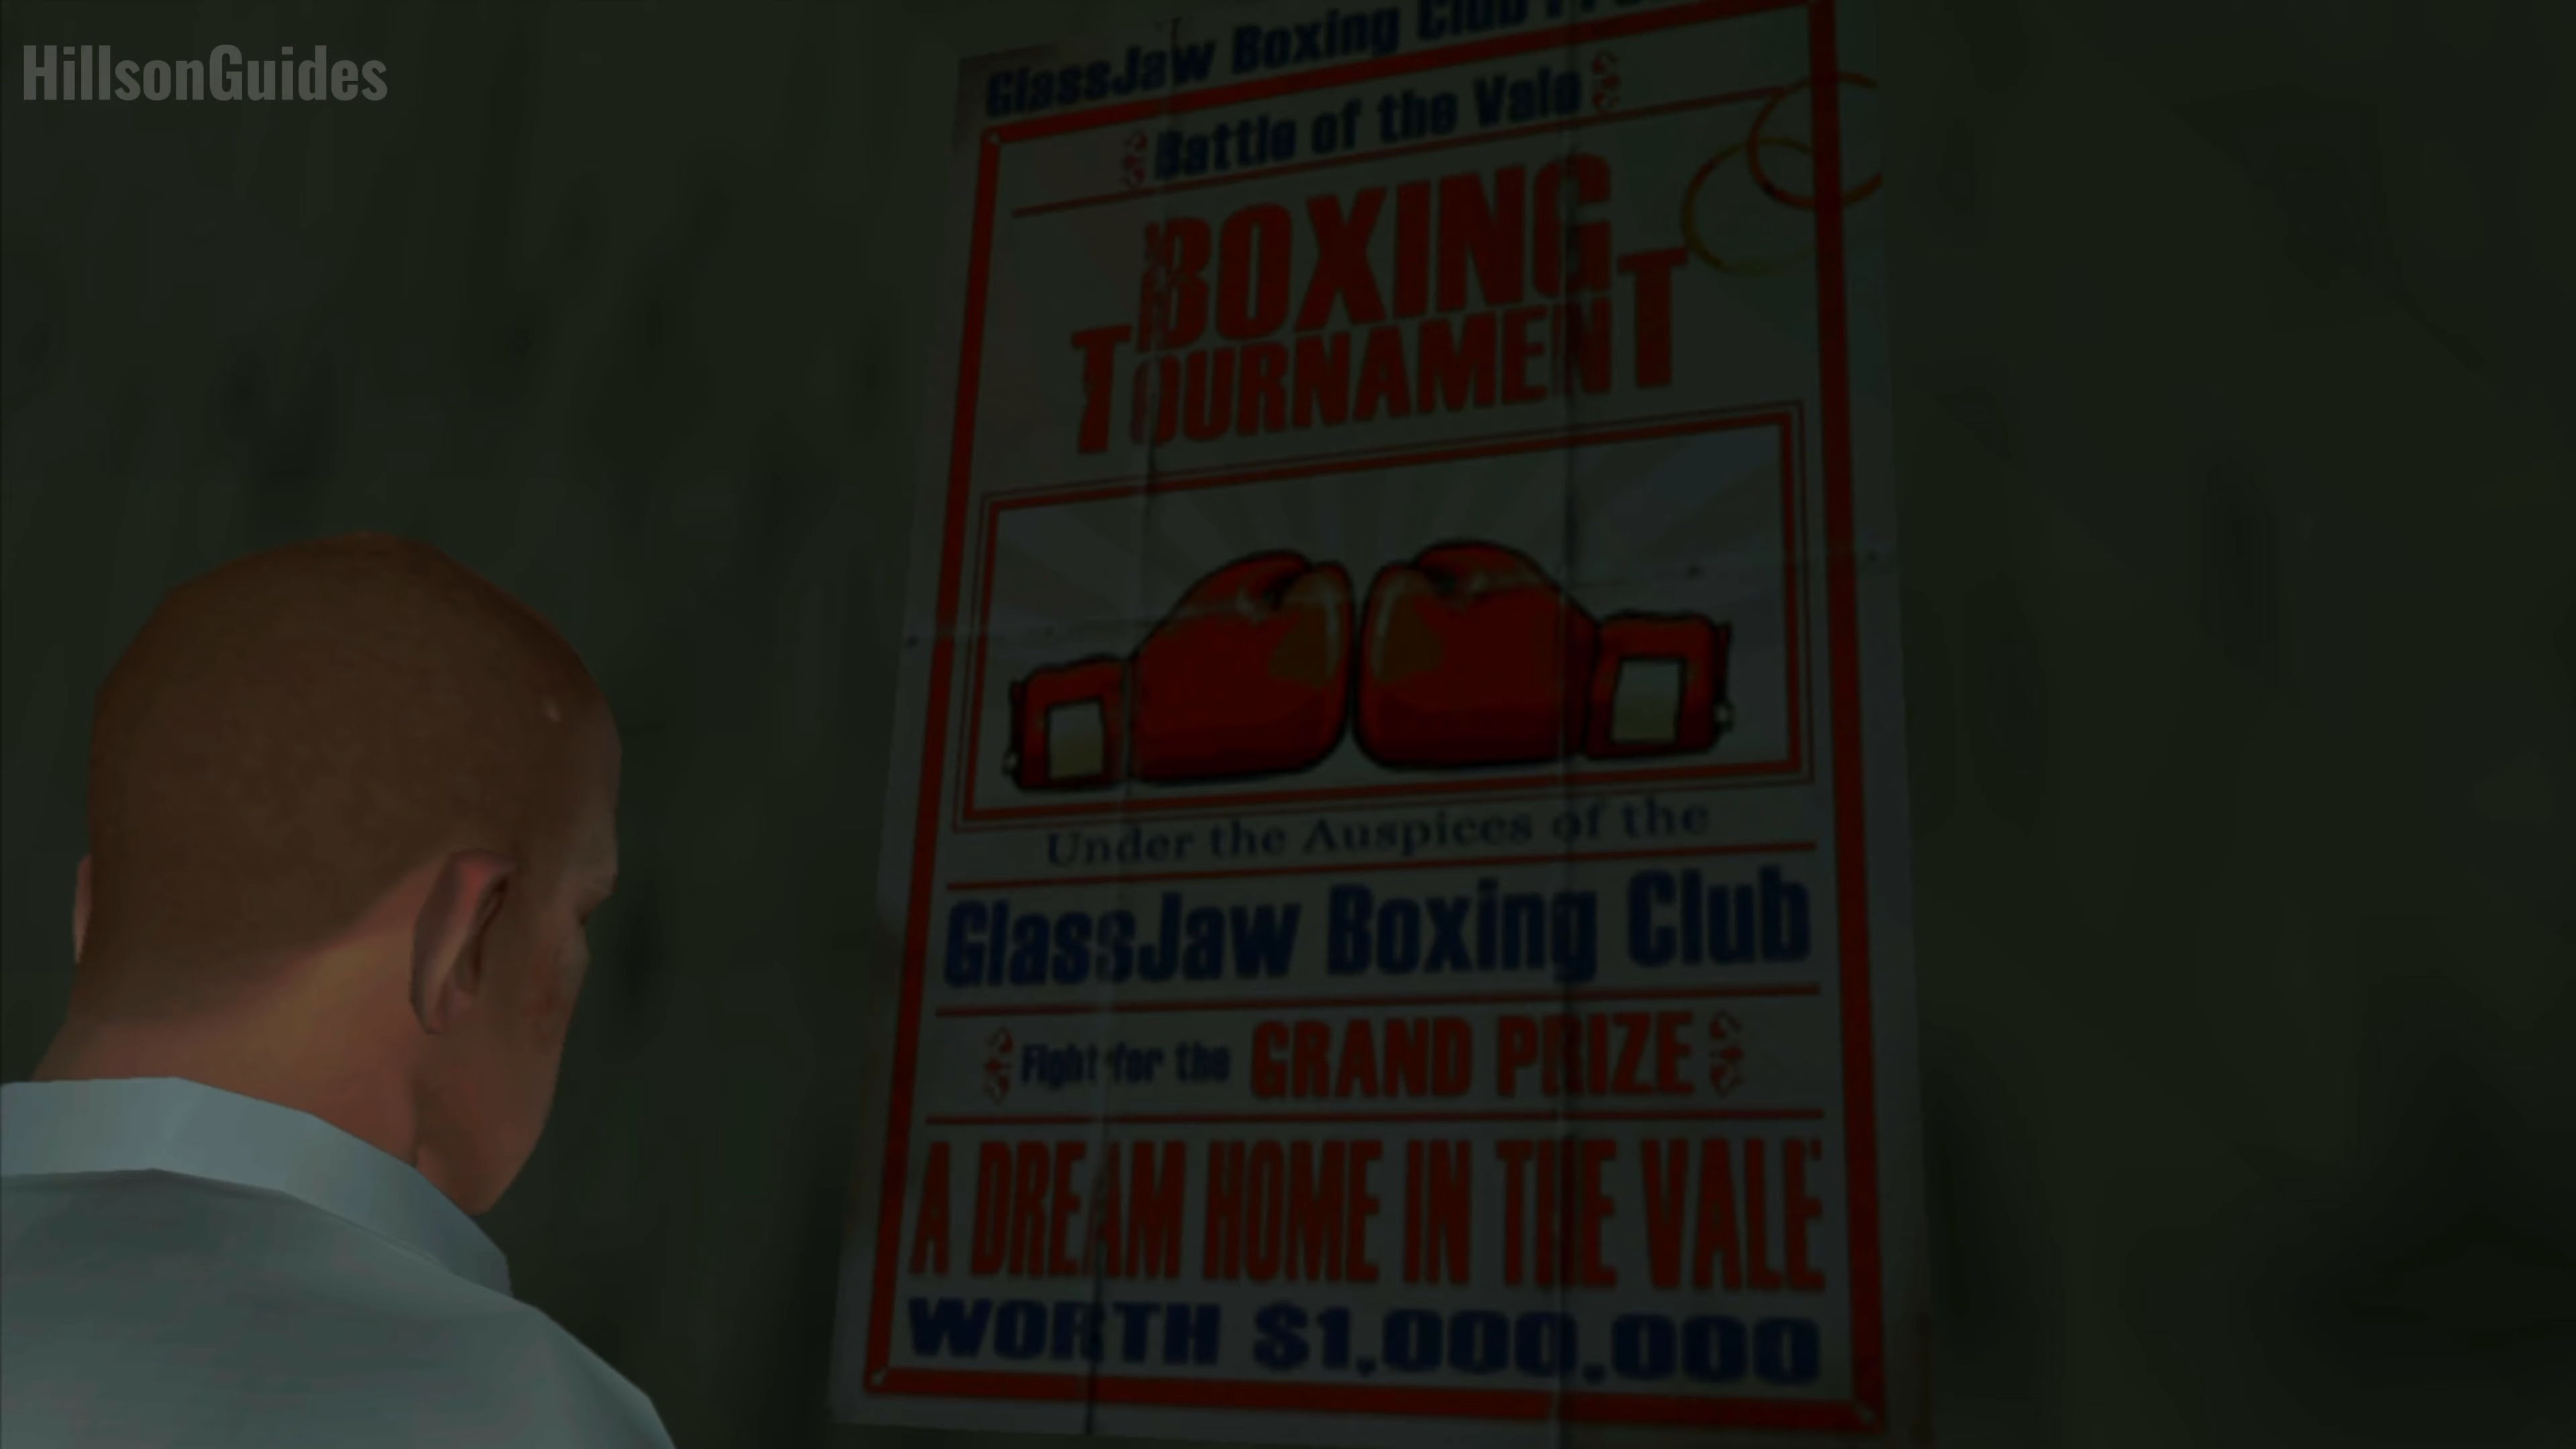 HillsonGuides
GlassJaw Boxing Club
Battle of the Vale
BOXING
TOURNAMENT
Under the Auspices of the
GlassJaw Boxing Club
Fight for the GRAND PRIZE
A DREAM HOME IN THE VALE
WORTH $1,000,000